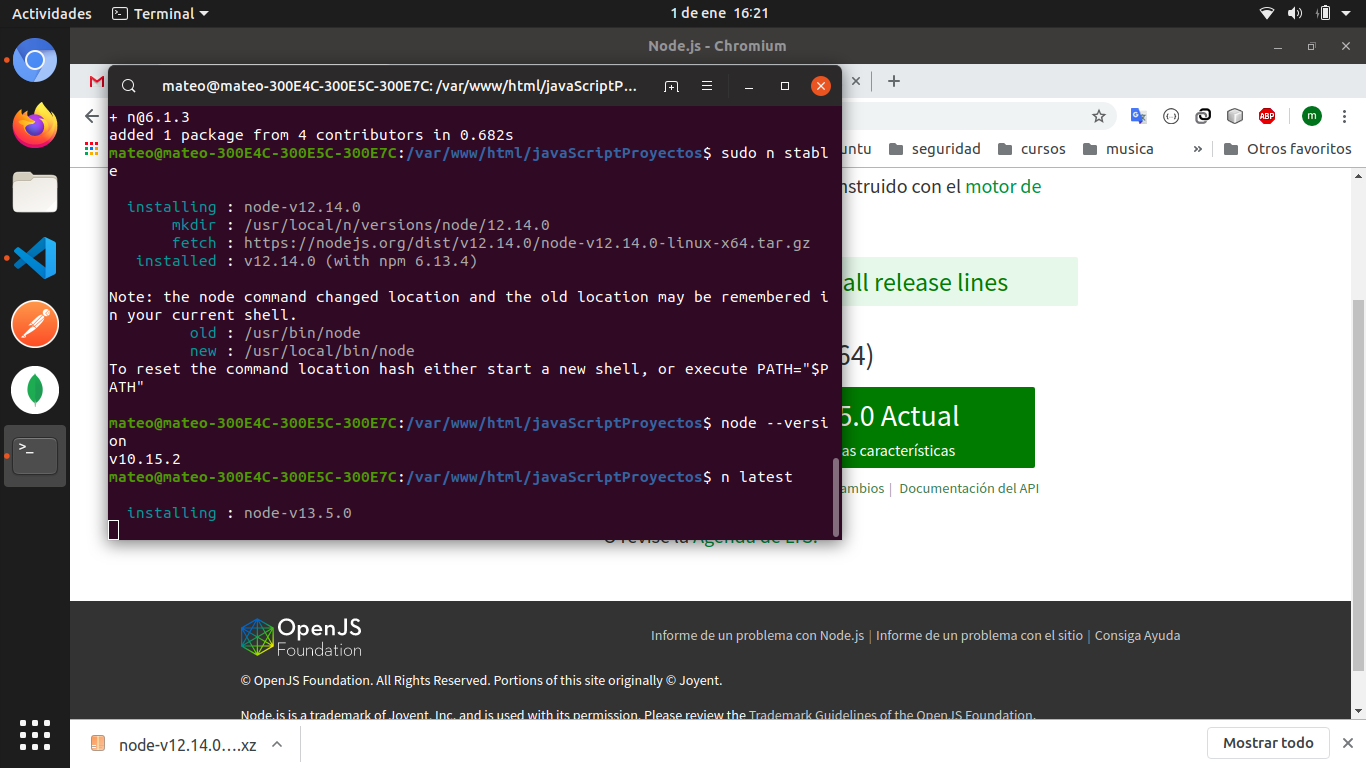 Actividades
Terminal
1 de ene 16:21
Node.js - Chromium
mateo@mateo-300E4C-300E5C-300E7C: /var/www/html/javaScriptP...
m
ABP
untu
seguridad
cursos
musica
»
Otros favoritos
+ n@6.1.3
added 1 package from 4 contributors in 0.682s
mateo@mateo-300E4C-300E5C-300E7C:/var/www/html/javaScriptProyectos$ sudo n stabl
e
installing : node-v12.14.0
mkdir : /usr/local/n/versions/node/12.14.0
fetch : https://nodejs.org/dist/v12.14.0/node-v12.14.0-linux-x64.tar.gz
installed : v12.14.0 (with npm 6.13.4)
Note: the node command changed location and the old location may be remembered i
n your current shell.
old : /usr/bin/node
new : /usr/local/bin/node
To reset the command location hash either start a new shell, or execute PATH="$P
ATH"
mateo@mateo-300E4C-300E5C-300E7C:/var/www/html/javaScriptProyectos$ node --versi
on
v10.15.2
mateo@mateo-300E4C-300E5C-300E7C:/var/www/html/javaScriptProyectos$ n latest
installing : node-v13.5.0
nstruido con el motor de
all release lines
64)
5.0 Actual
as características
ambios | Documentación del API
O revise la Agenda de LTS.
OpenJS
Foundation
Informe de un problema con Node.js | Informe de un problema con el sitio | Consiga Ayuda
© OpenJS Foundation. All Rights Reserved. Portions of this site originally © Joyent.
Node.js is a trademark of Joyent, Inc. and is used with its permission. Please review the Trademark Guidelines of the OpenJS Foundation.
node-v12.14.0....xz
Mostrar todo